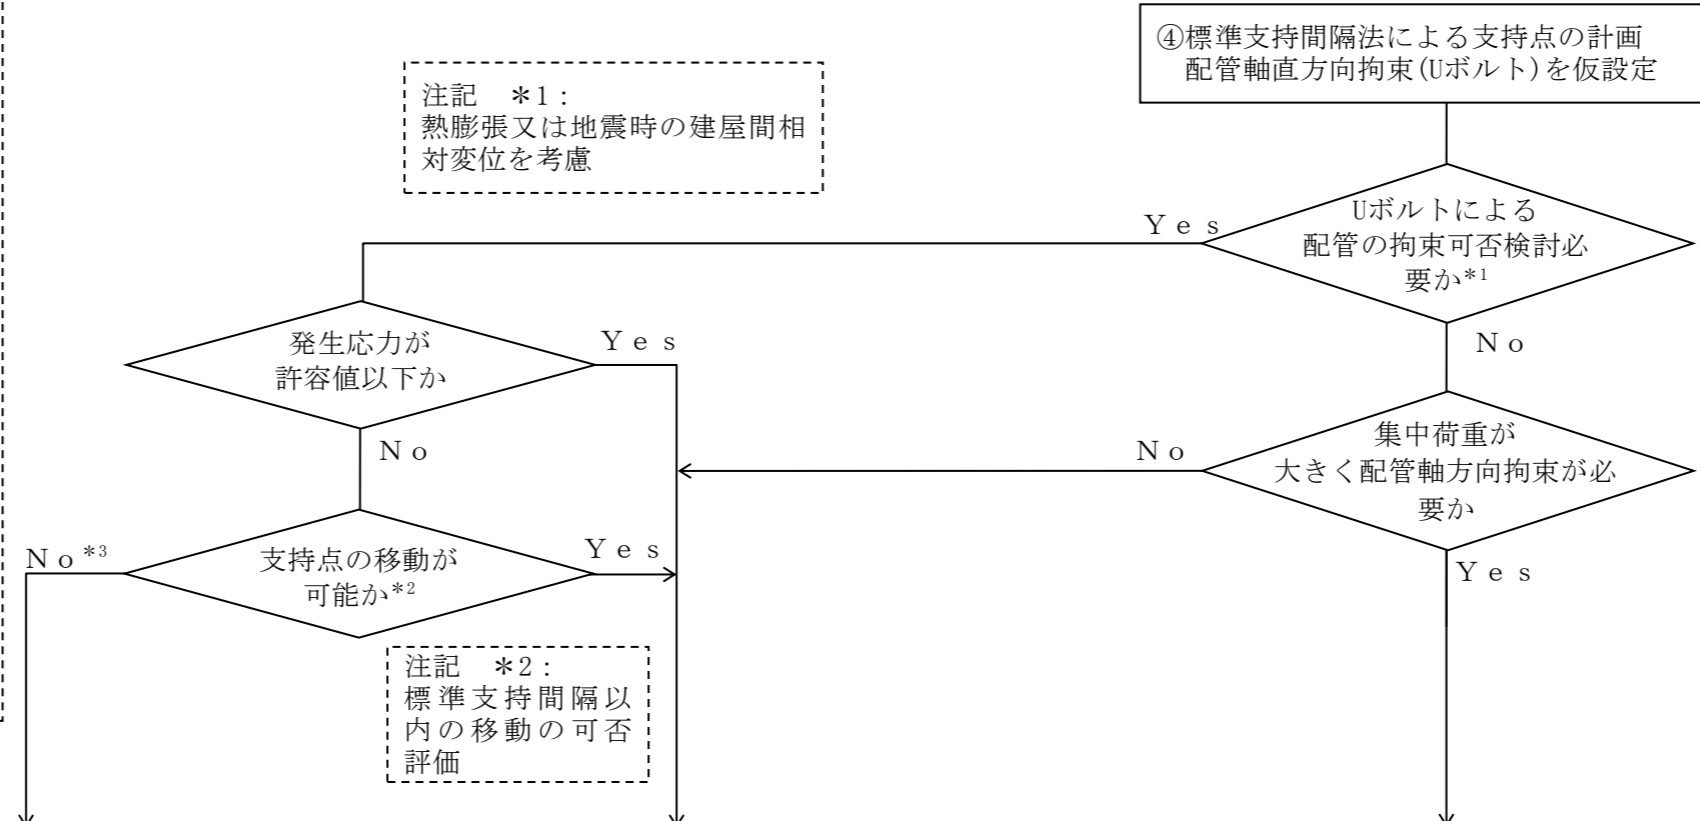 ④標準支持間隔法による支持点の計画
配管軸直方向拘束(Uボルト)を仮設定
注記 *1:
熱膨張又は地震時の建屋間相
対変位を考慮
Uボルトによる
配管の拘束可否検討必
要か*1
Yes
No
発生応力が
許容値以下か
Yes
No
集中荷重が
大きく配管軸方向拘束が必
要か
No
Yes
支持点の移動が
可能か*2
No*3
Yes
注記 *2:
標準支持間隔以
内の移動の可否
評価